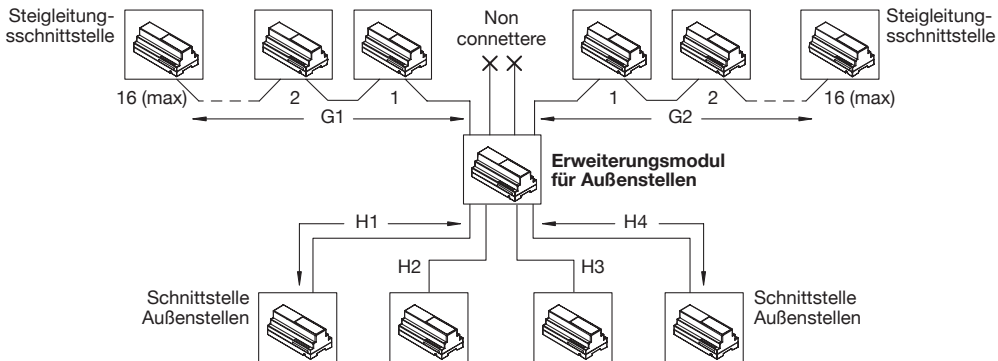 Steigleitung-
sschnittstelle
Non
connettere
Steigleitung-
sschnittstelle
16 (max)
2
1
1
2
16 (max)
G1
G2
Erweiterungsmodul
für Außenstellen
H1
H4
H2
H3
Schnittstelle
Außenstellen
Schnittstelle
Außenstellen